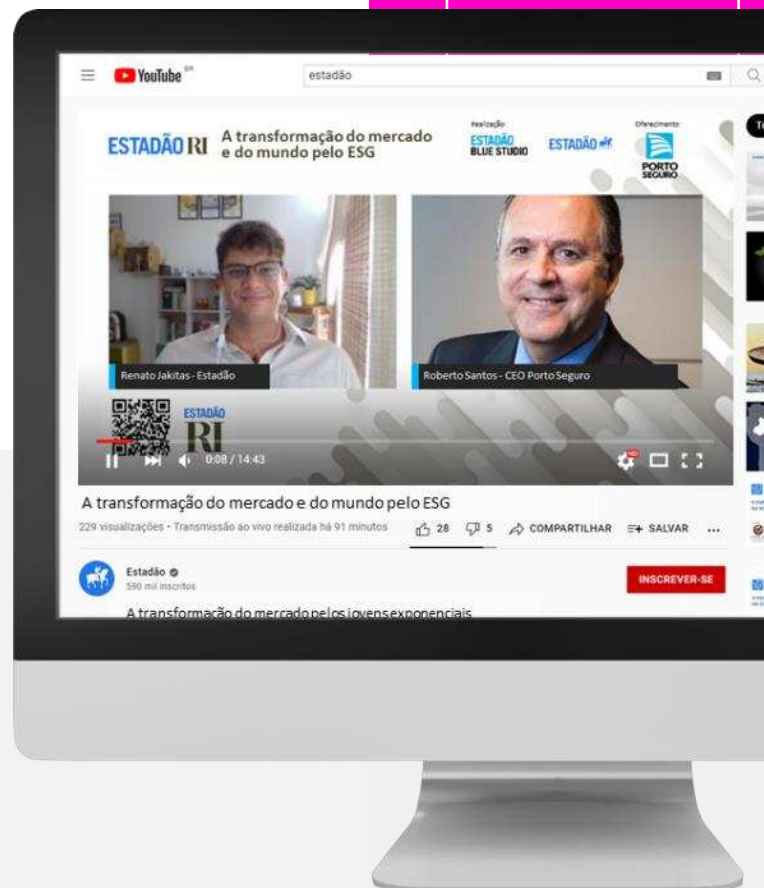 YouTube BR
estadão
ESTADÃO RI
A transformação do mercado
e do mundo pelo ESG
Realização:
ESTADÃO
BLUE STUDIO
ESTADÃO
Oferecimento:
PORTO
SEGURO
Renato Jakitas - Estadão
Roberto Santos - CEO Porto Seguro
ESTADÃO
RI
0:08 / 14:43
HD
A transformação do mercado e do mundo pelo ESG
229 visualizações • Transmissão ao vivo realizada há 91 minutos
28
5
COMPARTILHAR
SALVAR
Estadão
590 mil inscritos
INSCREVER-SE
A transformação do mercado pelos jovens exponenciais